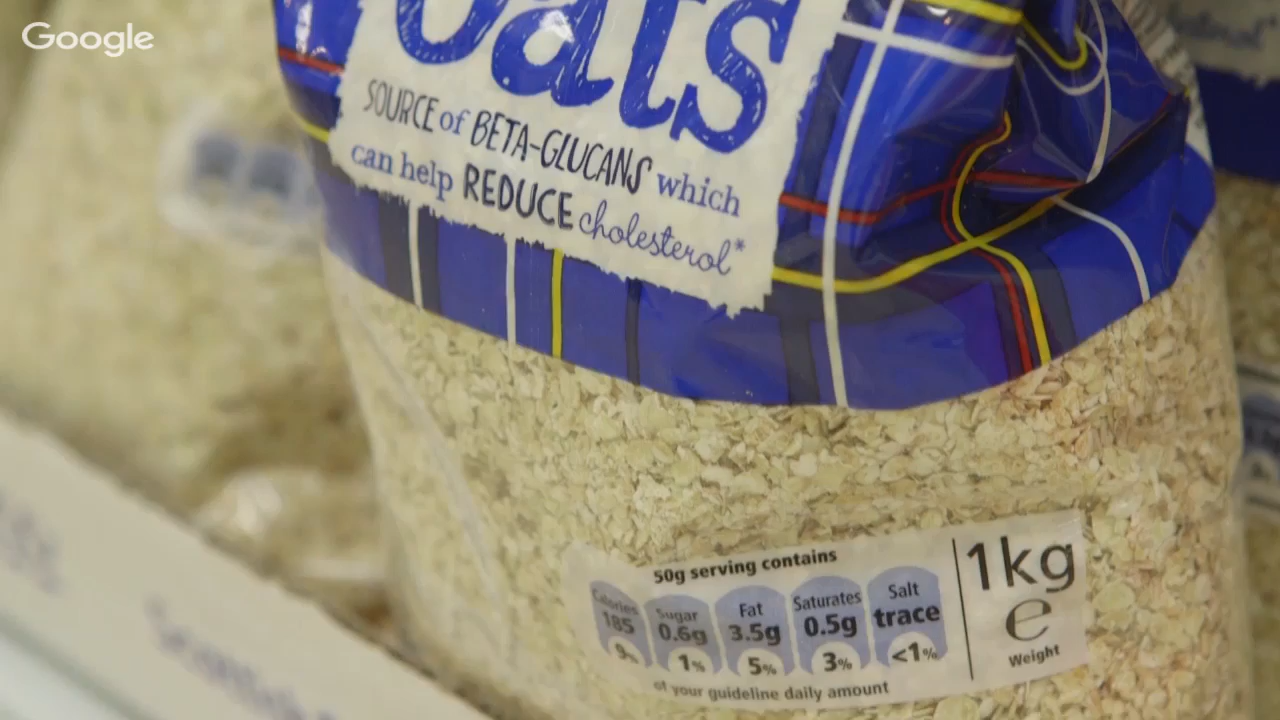 Google
oats
SOURCE of BETA-GLUCANS which
can help REDUCE cholesterol*
50g serving contains
Calories Sugar Fat Saturates Salt
185 0.6g 3.5g 0.5g trace
9% 1% 5% 3% <1%
of your guideline daily amount
1kg
e
Weight